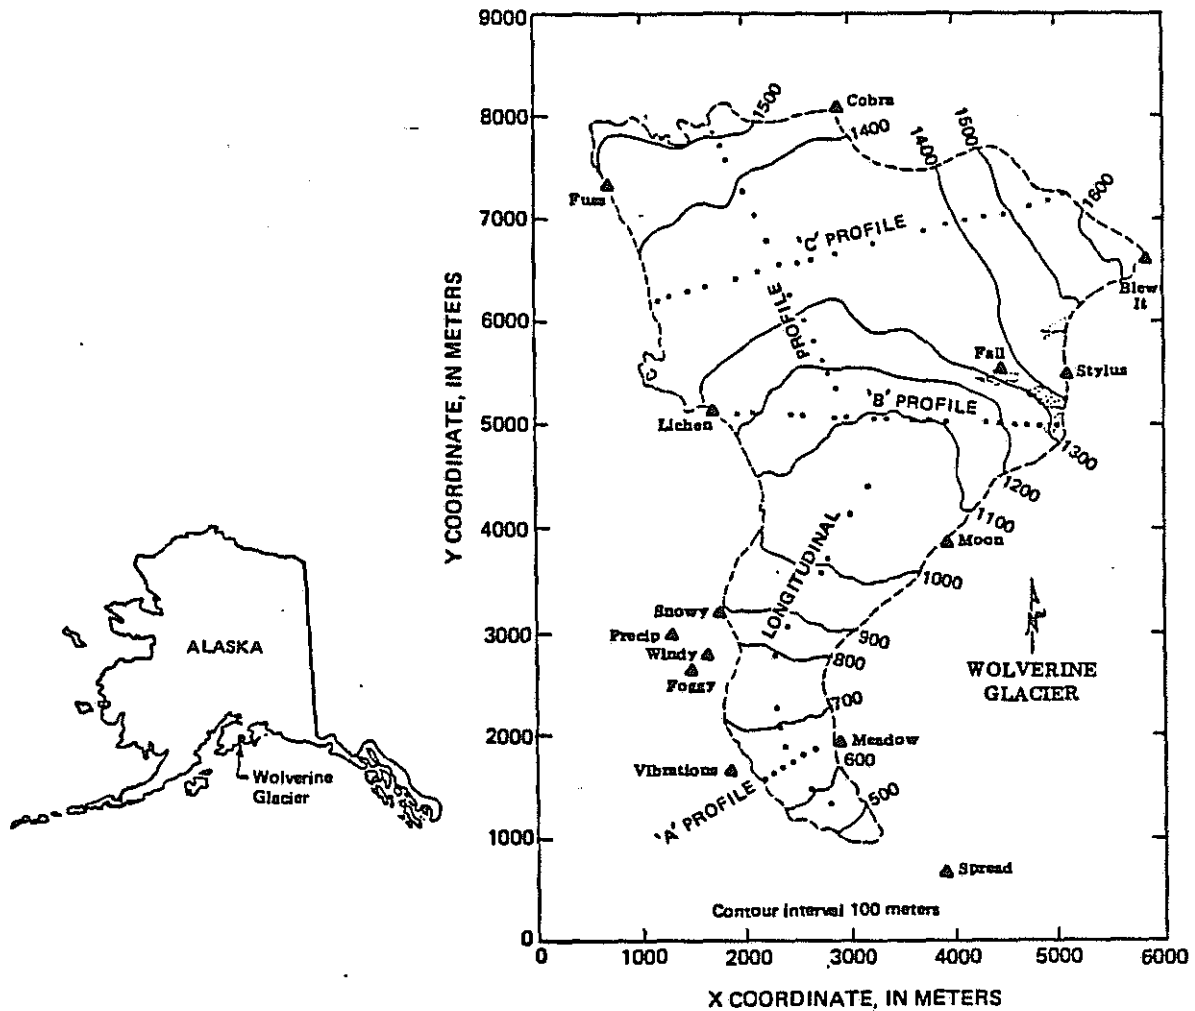 9000
8000
7000
6000
5000
4000
3000
2000
1000
0
Y COORDINATE, IN METERS
0 1000 2000 3000 4000 5000 6000
X COORDINATE, IN METERS
1500
Cobra
1400
1400
1500
1600
Fuss
'C' PROFILE
Blew
It
PROFILE
Fall
Stylus
'B' PROFILE
Lichen
1300
1200
1100
Moon
LONGITUDINAL
1000
Snowy
900
Precip
Windy
800
Foggy
WOLVERINE
GLACIER
700
Meadow
600
Vibrations
500
'A' PROFILE
Spread
Contour interval 100 meters
ALASKA
Wolverine
Glacier